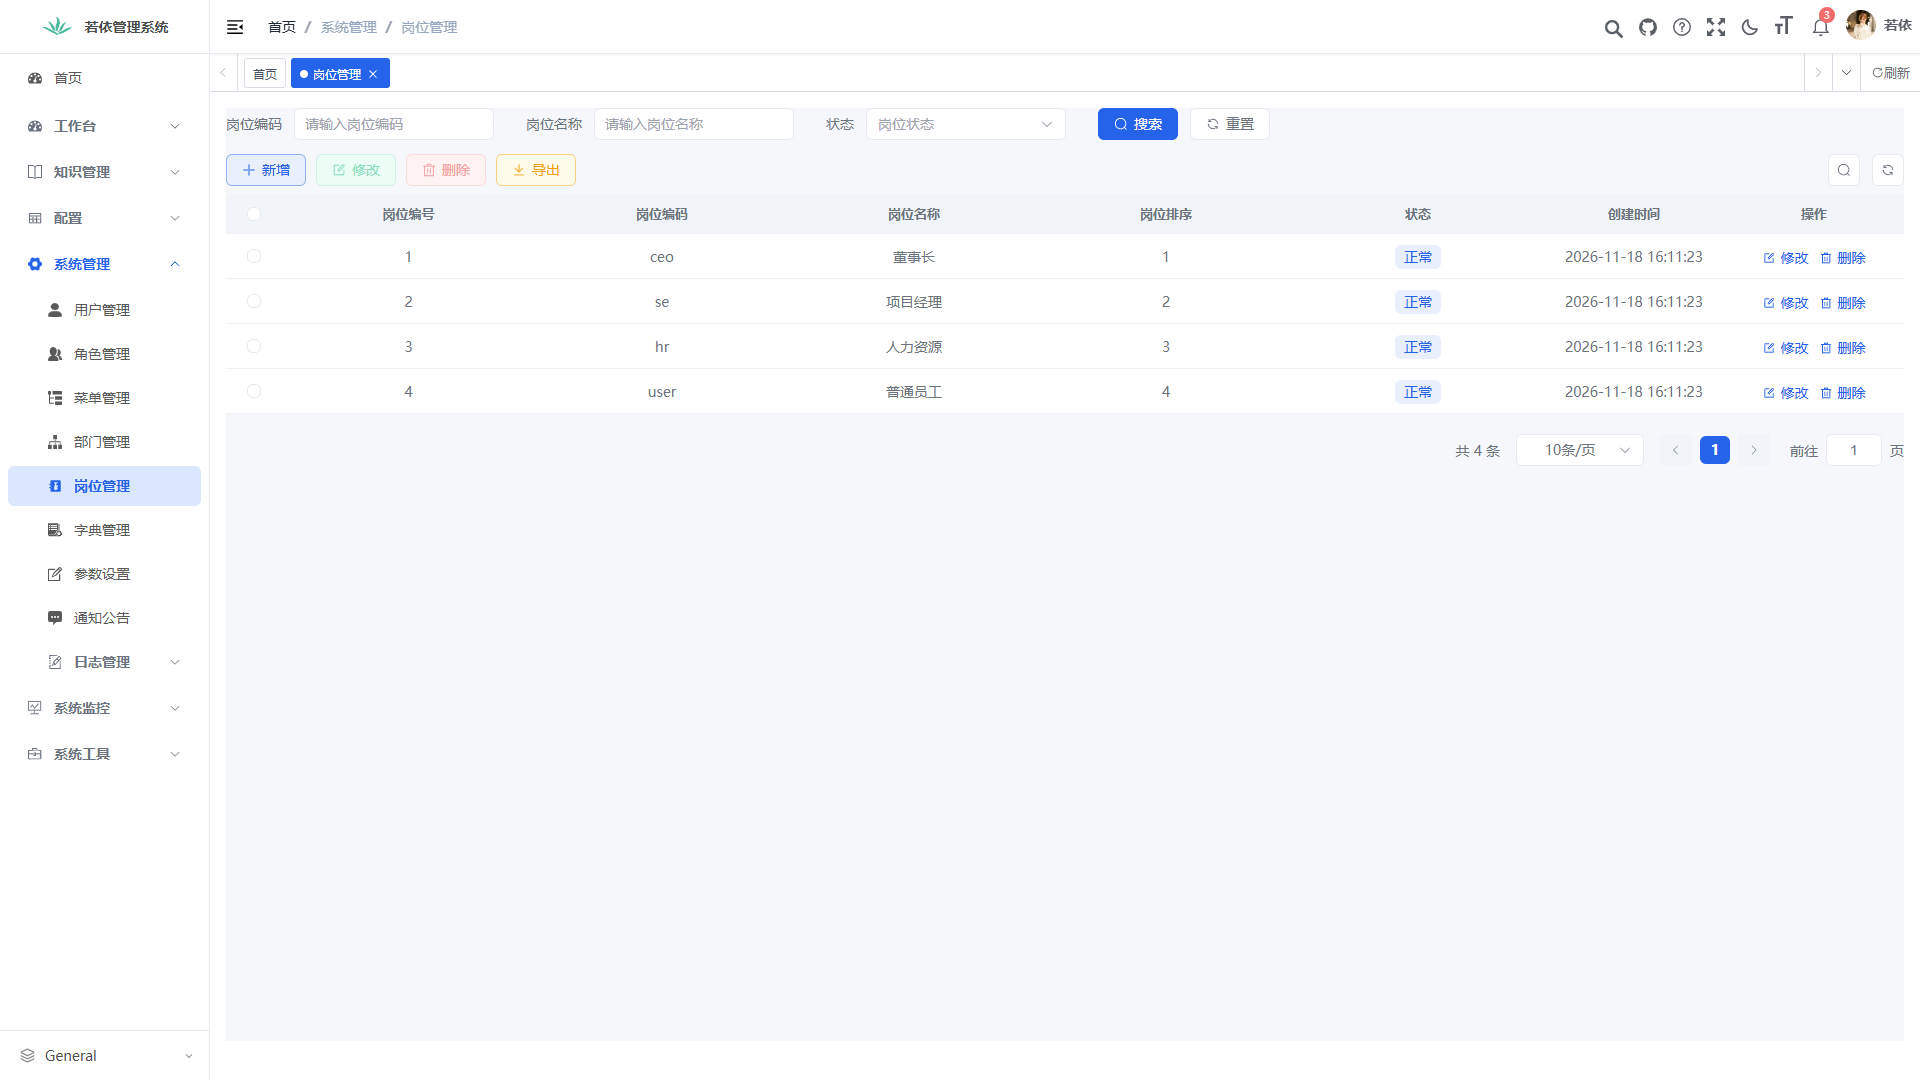 若依管理系统
首页 / 系统管理 / 岗位管理
3
若依
首页
岗位管理
刷新
首页
工作台
知识管理
配置
系统管理
用户管理
角色管理
菜单管理
部门管理
岗位管理
字典管理
参数设置
通知公告
日志管理
系统监控
系统工具
General
岗位编码 请输入岗位编码 岗位名称 请输入岗位名称 状态 岗位状态 搜索 重置
新增 修改 删除 导出
岗位编号 岗位编码 岗位名称 岗位排序 状态 创建时间 操作
1 ceo 董事长 1 正常 2026-11-18 16:11:23 修改 删除
2 se 项目经理 2 正常 2026-11-18 16:11:23 修改 删除
3 hr 人力资源 3 正常 2026-11-18 16:11:23 修改 删除
4 user 普通员工 4 正常 2026-11-18 16:11:23 修改 删除
共 4 条 10条/页 1 前往 1 页